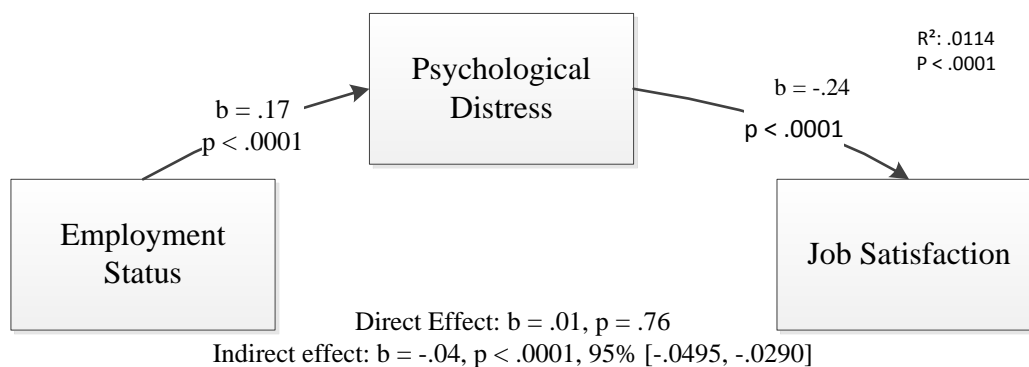 Psychological
Distress
R²: .0114
P < .0001
b = .17
p < .0001
b = -.24
p < .0001
Employment
Status
Job Satisfaction
Direct Effect: b = .01, p = .76
Indirect effect: b = -.04, p < .0001, 95% [-.0495, -.0290]